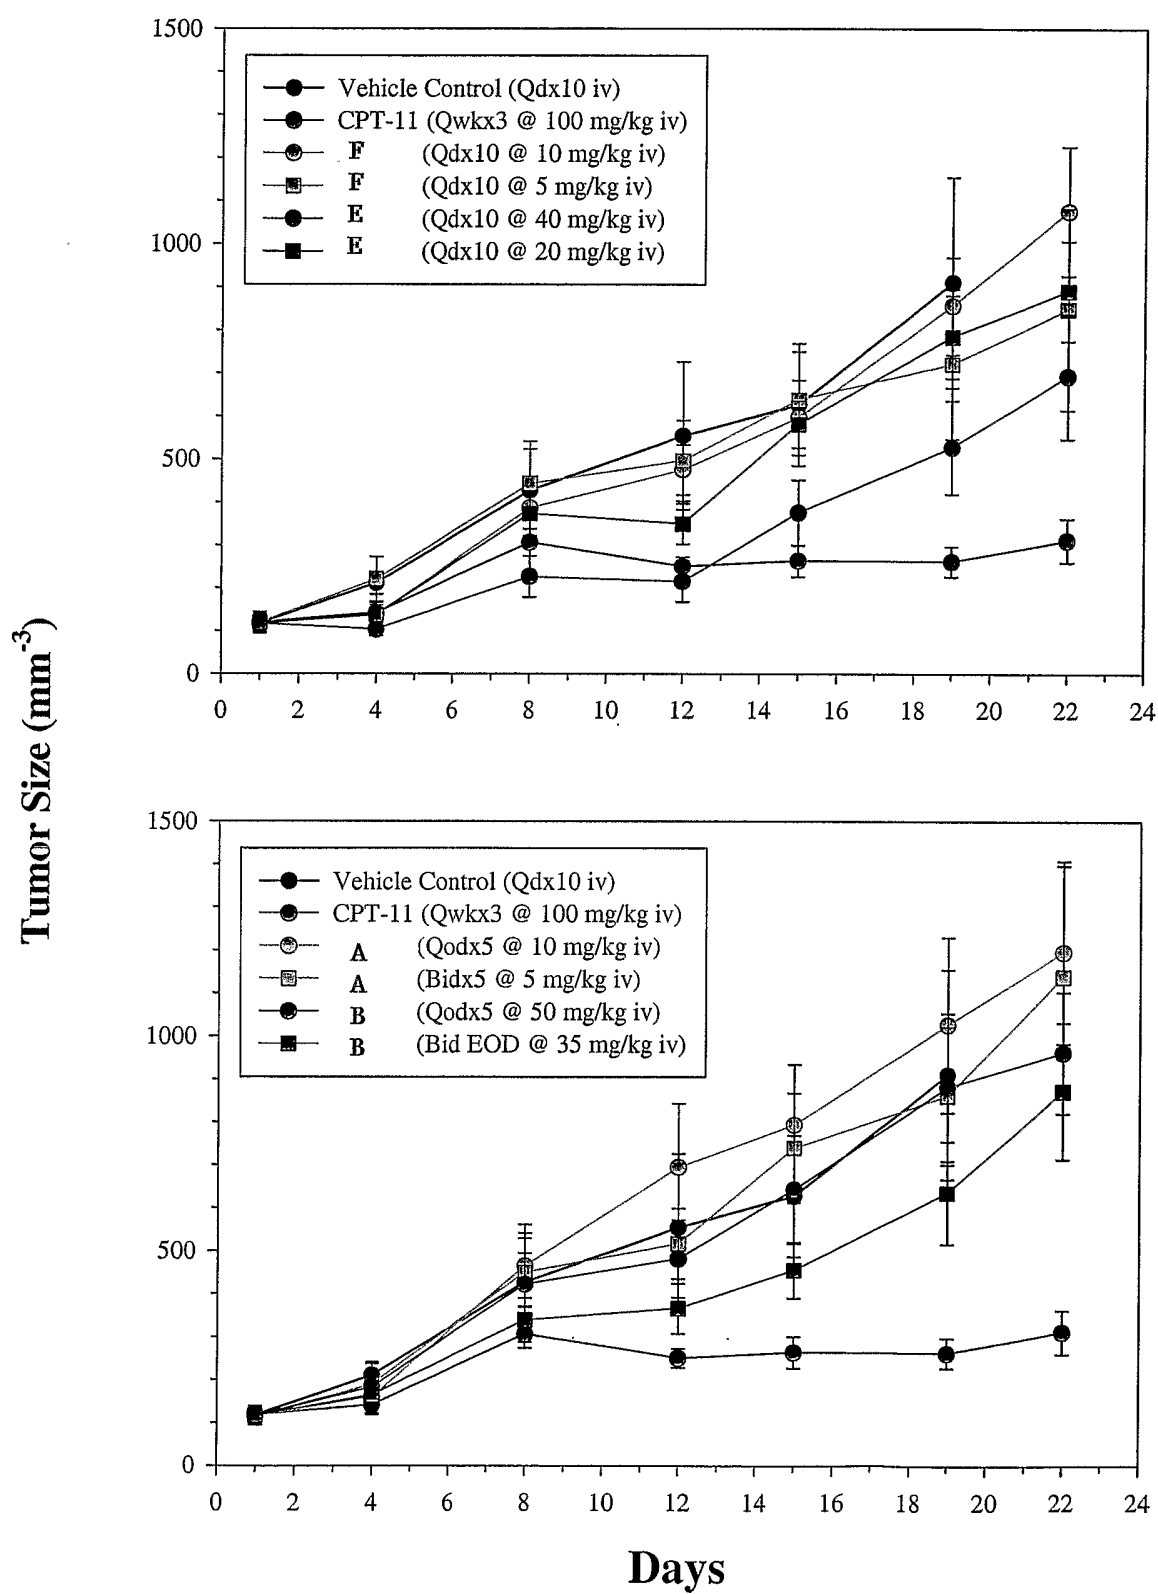 Tumor Size (mm-3)
1500
1000
500
0
Vehicle Control (Qdx10 iv)
CPT-11 (Qwkx3 @ 100 mg/kg iv)
F (Qdx10 @ 10 mg/kg iv)
F (Qdx10 @ 5 mg/kg iv)
E (Qdx10 @ 40 mg/kg iv)
E (Qdx10 @ 20 mg/kg iv)
0 2 4 6 8 10 12 14 16 18 20 22 24
1500
1000
500
0
Vehicle Control (Qdx10 iv)
CPT-11 (Qwkx3 @ 100 mg/kg iv)
A (Qodx5 @ 10 mg/kg iv)
A (Bidx5 @ 5 mg/kg iv)
B (Qodx5 @ 50 mg/kg iv)
B (Bid EOD @ 35 mg/kg iv)
0 2 4 6 8 10 12 14 16 18 20 22 24
Days